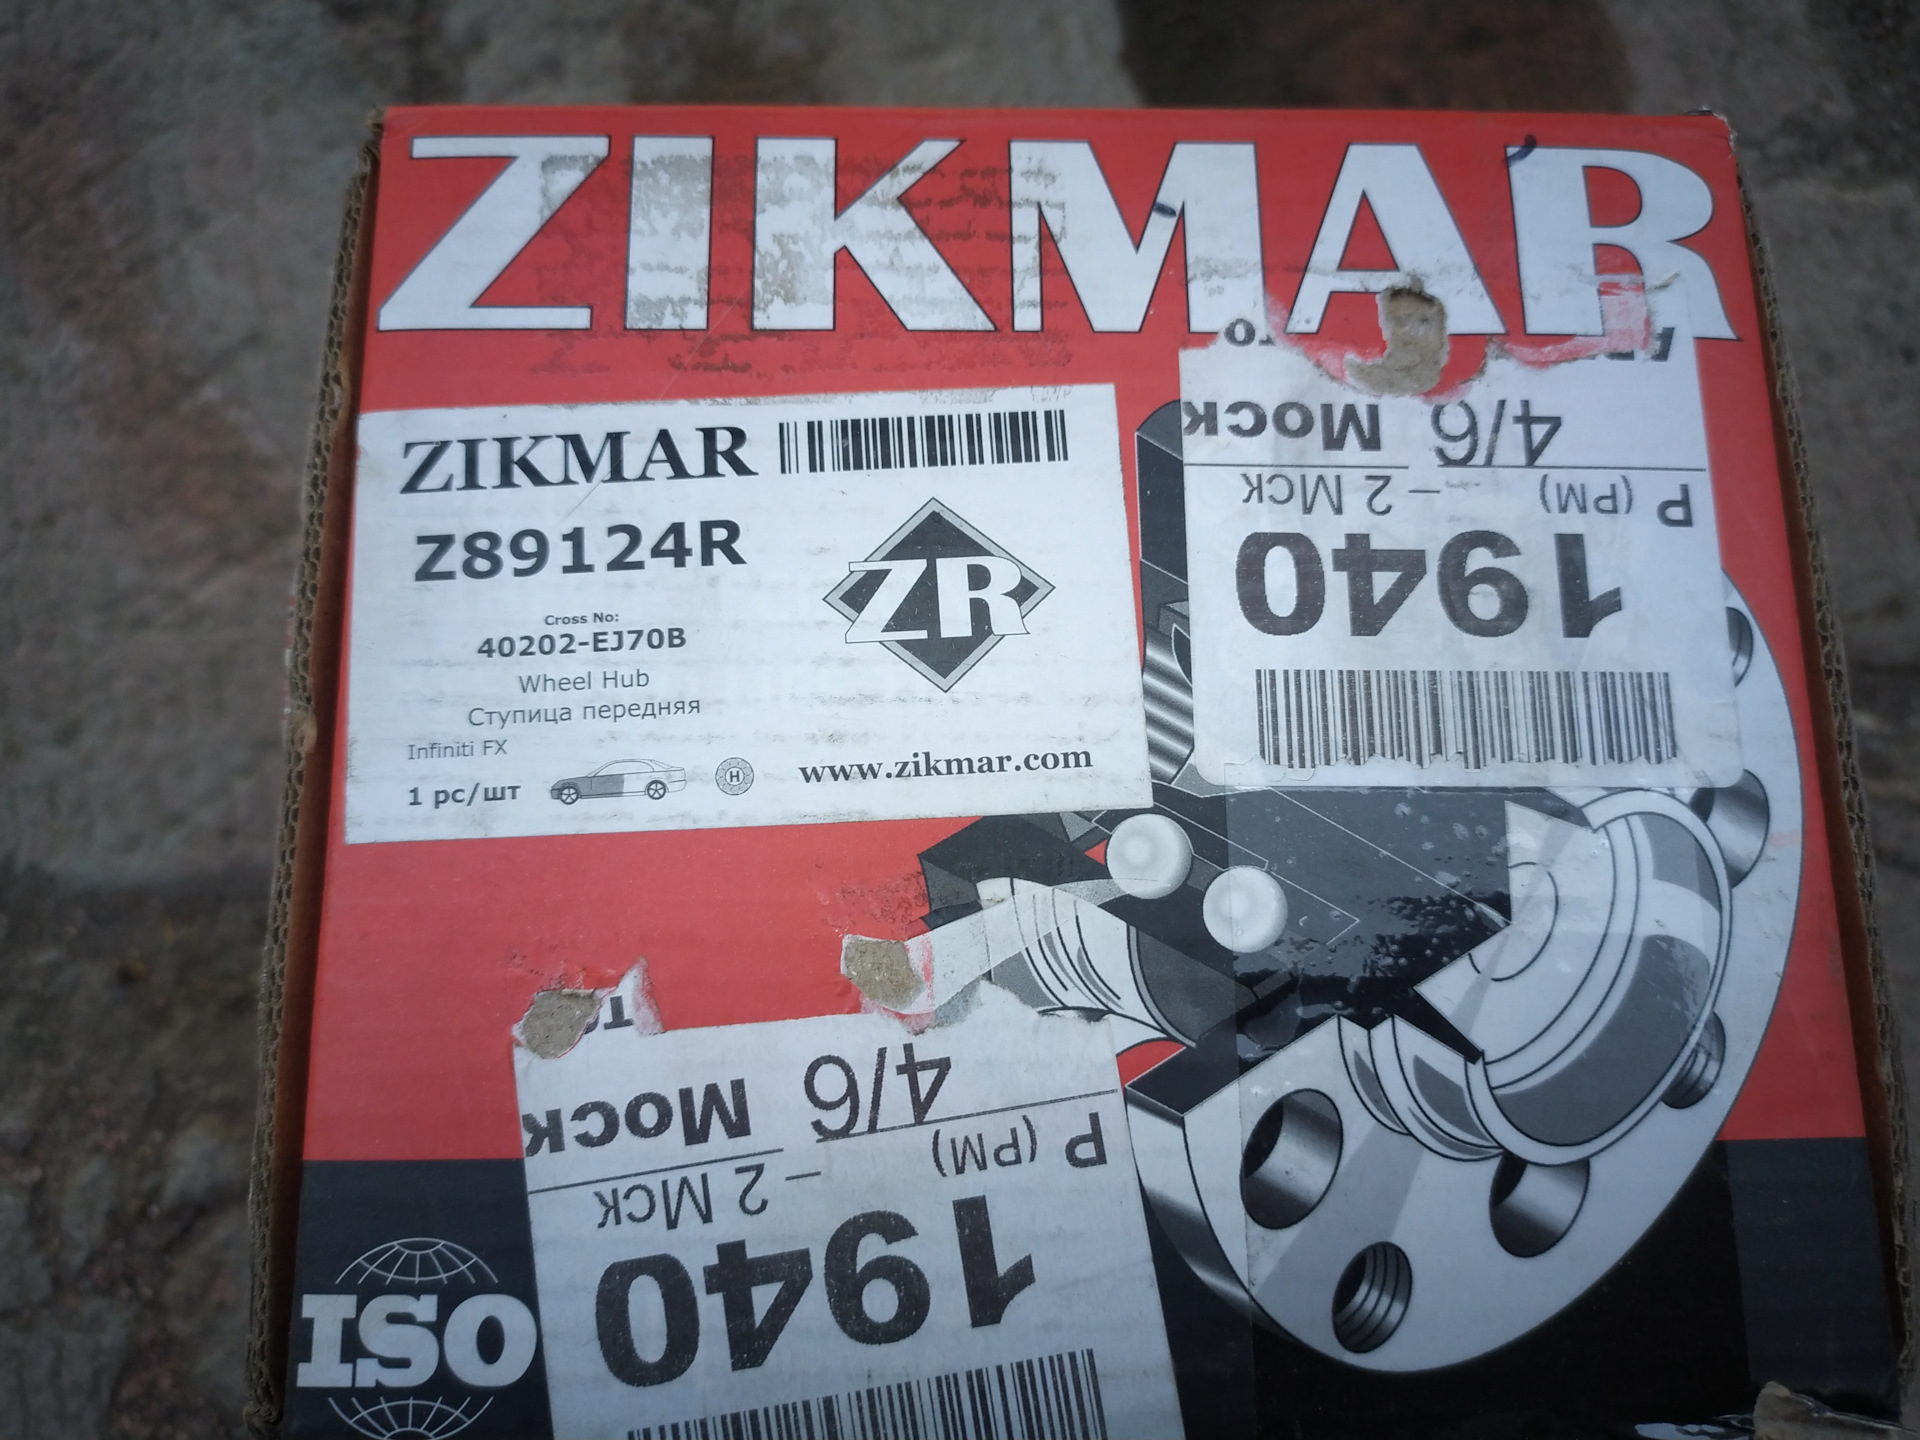 ZIKMAR
ZIKMAR
Z89124R
Cross No:
40202-EJ70B
Wheel Hub
Ступица передняя
Infiniti FX
1 pc/шт
H
www.zikmar.com
ZR
1940
Р (РМ) - 2 Мск
4/6 Моск
1940
Р (РМ) - 2 Мск
4/6 Моск
ISO